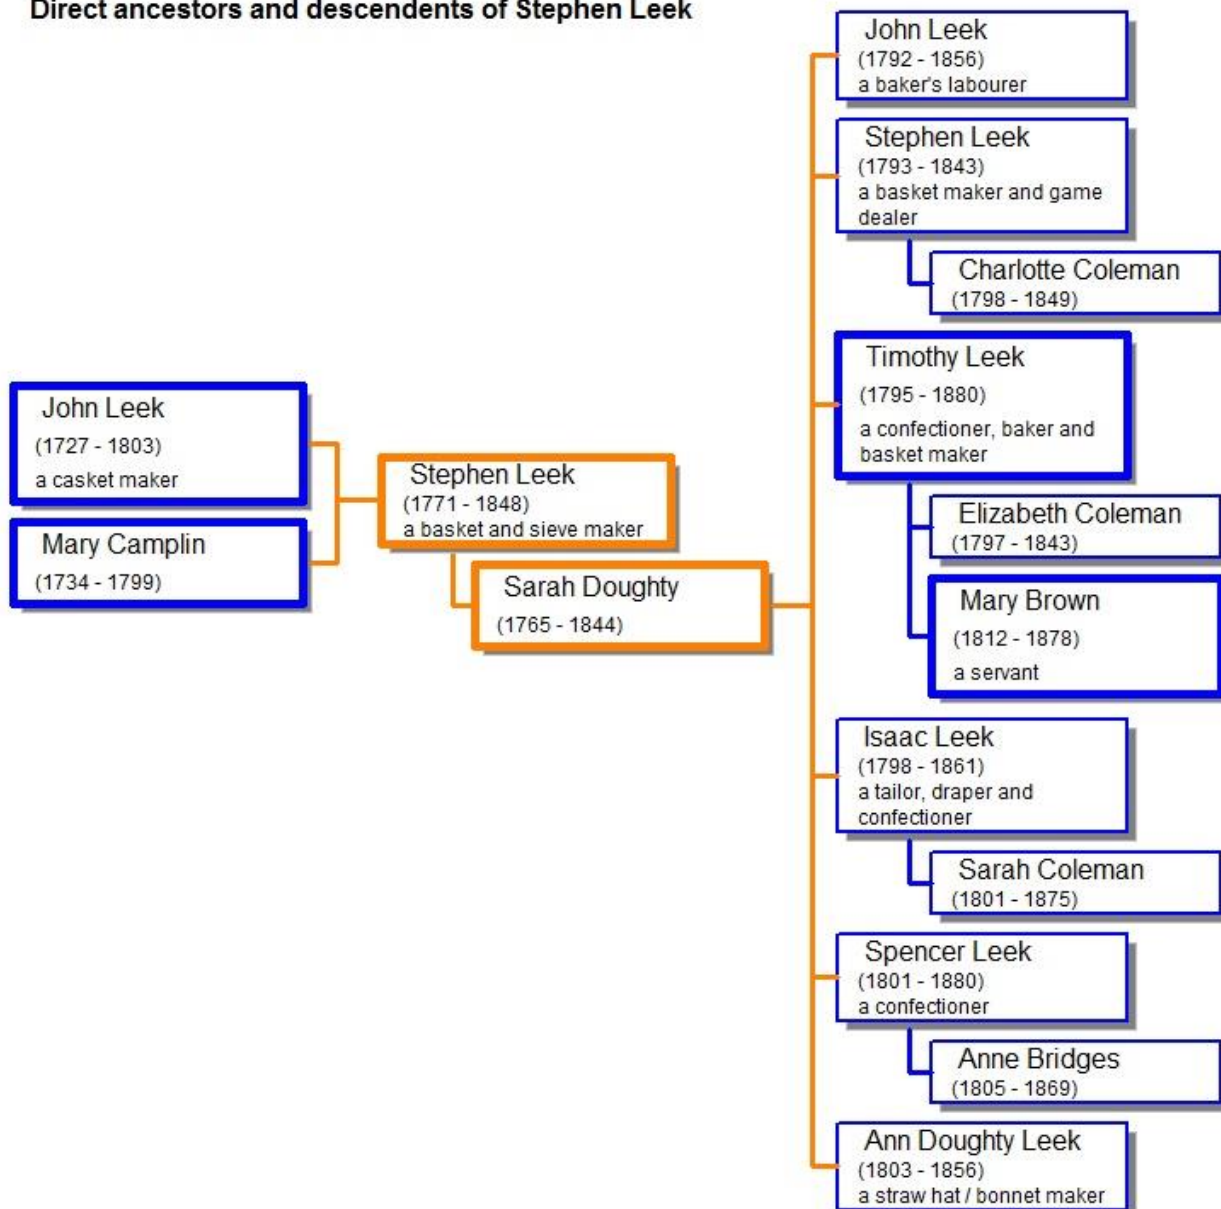 Direct ancestors and descendents of Stephen Leek
John Leek
(1727 - 1803)
a casket maker
Mary Camplin
(1734 - 1799)
Stephen Leek
(1771 - 1848)
a basket and sieve maker
Sarah Doughty
(1765 - 1844)
John Leek
(1792 - 1856)
a baker's labourer
Stephen Leek
(1793 - 1843)
a basket maker and game
dealer
Charlotte Coleman
(1798 - 1849)
Timothy Leek
(1795 - 1880)
a confectioner, baker and
basket maker
Elizabeth Coleman
(1797 - 1843)
Mary Brown
(1812 - 1878)
a servant
Isaac Leek
(1798 - 1861)
a tailor, draper and
confectioner
Sarah Coleman
(1801 - 1875)
Spencer Leek
(1801 - 1880)
a confectioner
Anne Bridges
(1805 - 1869)
Ann Doughty Leek
(1803 - 1856)
a straw hat / bonnet maker